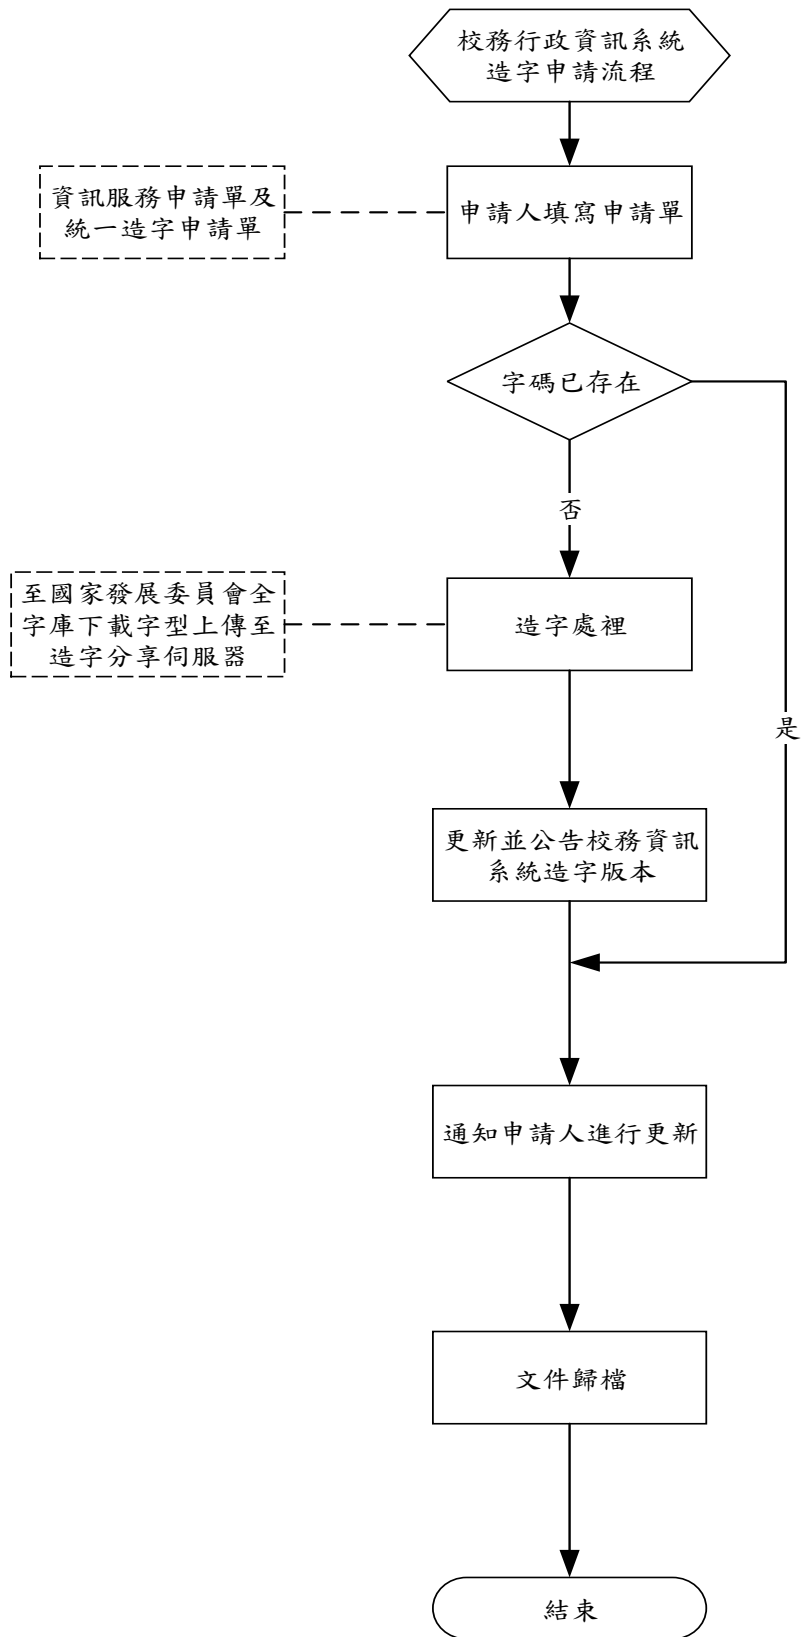 校務行政資訊系統
造字申請流程
資訊服務申請單及
統一造字申請單
申請人填寫申請單
字碼已存在
否
至國家發展委員會全
字庫下載字型上傳至
造字分享伺服器
造字處裡
是
更新並公告校務資訊
系統造字版本
通知申請人進行更新
文件歸檔
結束